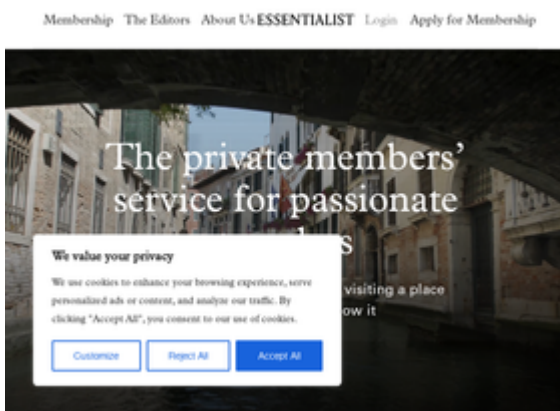 Membership The Editors About Us ESSENTIALIST Login Apply for Membership
The private members'
service for passionate
We value your privacy
We use cookies to enhance your browsing experience, serve
personalized ads or content, and analyze our traffic. By
clicking "Accept All", you consent to our use of cookies.
visiting a place
Customize Reject All Accept All